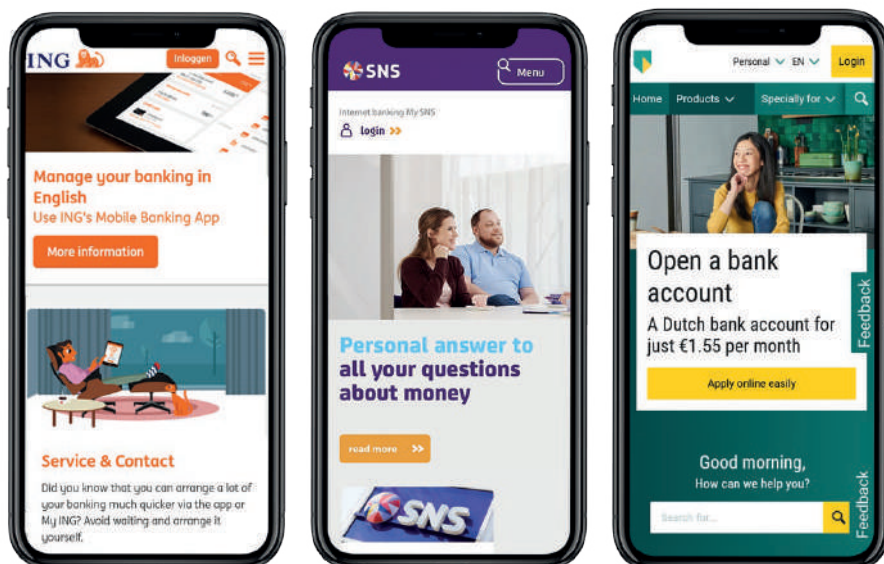 ING
Inloggen
Manage your banking in
English
Use ING's Mobile Banking App
More information
Service & Contact
Did you know that you can arrange a lot of
your banking much quicker via the app or
My ING? Avoid waiting and arrange it
yourself.
SNS
Menu
Internet banking My SNS
login >>
Personal answer to
all your questions
about money
read more >>
SNS
Personal EN Login
Home Products Specially for
Open a bank
account
A Dutch bank account for
just €1.55 per month
Apply online easily
Feedback
Good morning,
How can we help you?
Search for...
Feedback